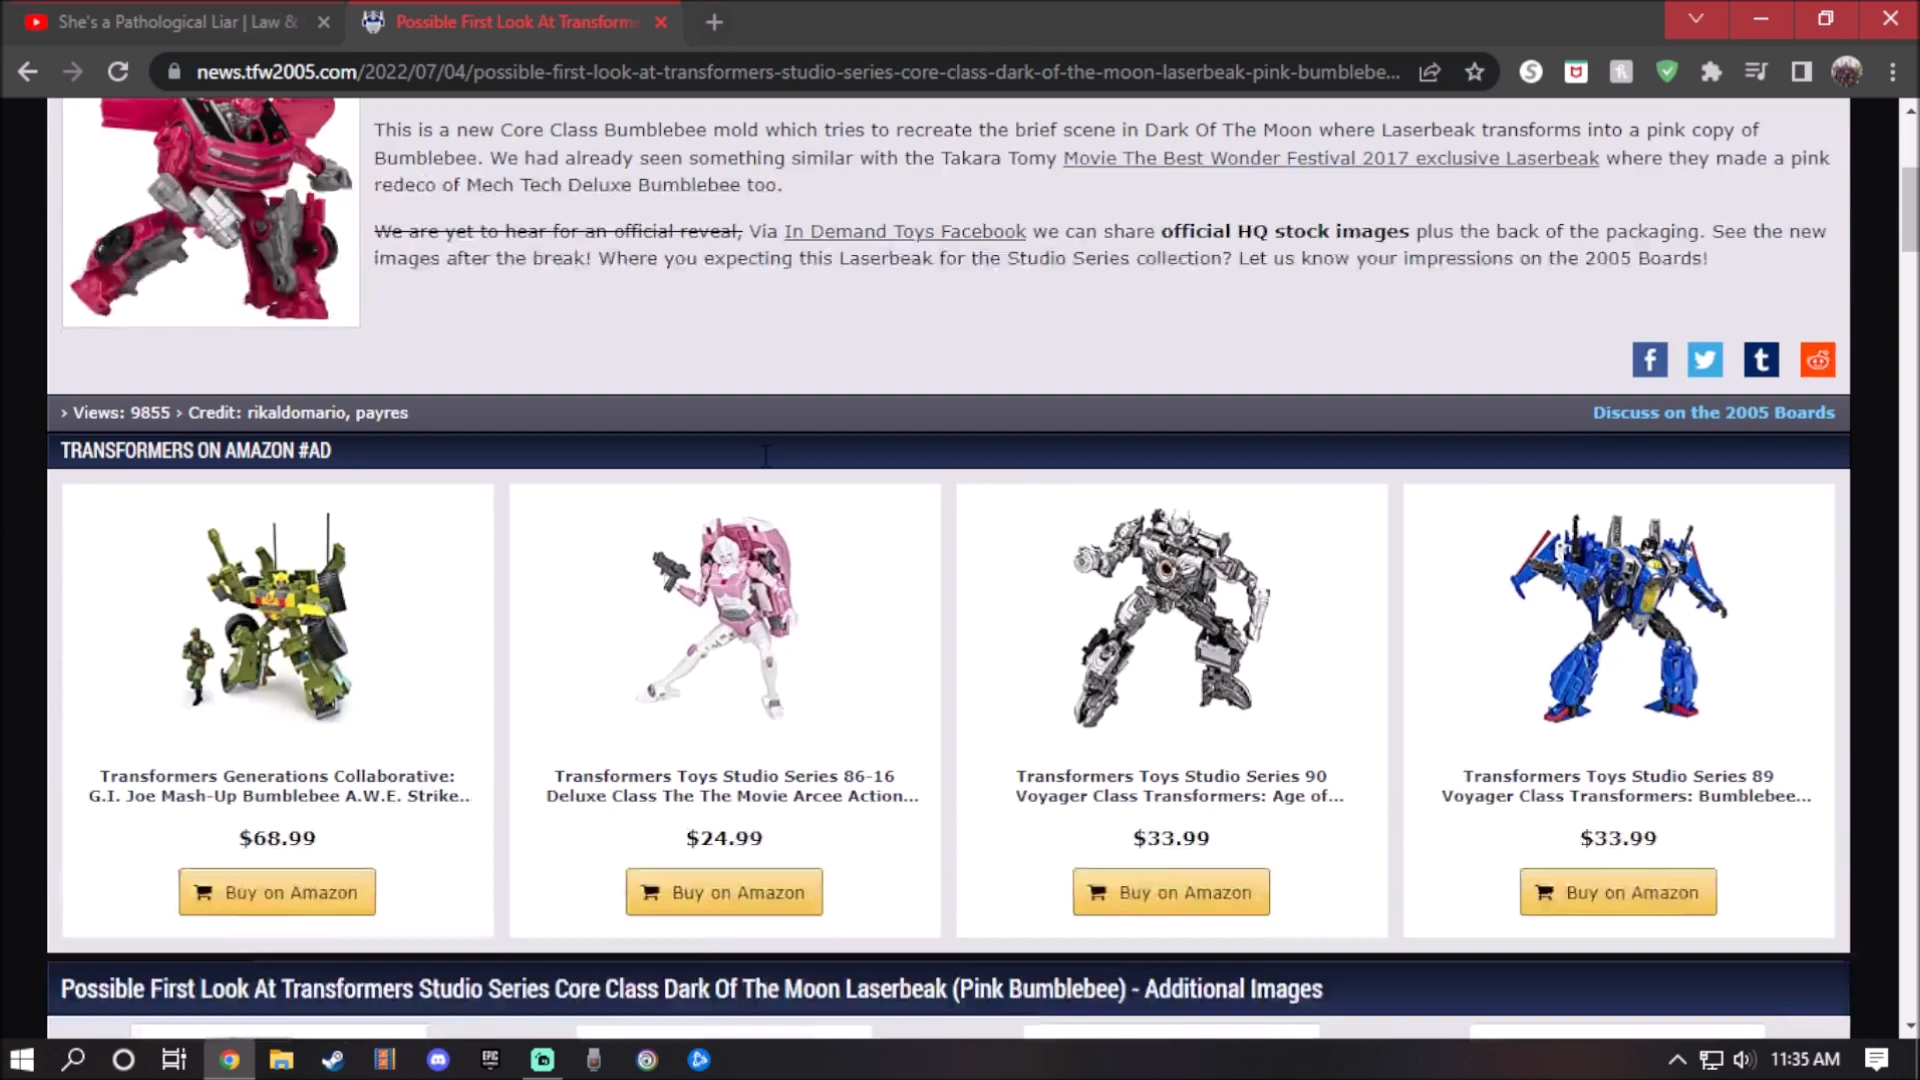 She's a Pathological Liar | Law &
Possible First Look At Transform
news.tfw2005.com/2022/07/04/possible-first-look-at-transformers-studio-series-core-class-dark-of-the-moon-laserbeak-pink-bumblebe...
This is a new Core Class Bumblebee mold which tries to recreate the brief scene in Dark Of The Moon where Laserbeak transforms into a pink copy of
Bumblebee. We had already seen something similar with the Takara Tomy Movie The Best Wonder Festival 2017 exclusive Laserbeak where they made a pink
redeco of Mech Tech Deluxe Bumblebee too.
We are yet to hear for an official reveal, Via In Demand Toys Facebook we can share official HQ stock images plus the back of the packaging. See the new
images after the break! Where you expecting this Laserbeak for the Studio Series collection? Let us know your impressions on the 2005 Boards!
› Views: 9855 › Credit: rikaldomario, payres
Discuss on the 2005 Boards
TRANSFORMERS ON AMAZON #AD
Transformers Generations Collaborative:
G.I. Joe Mash-Up Bumblebee A.W.E. Strike...
$68.99
Buy on Amazon
Transformers Toys Studio Series 86-16
Deluxe Class The The Movie Arcee Action...
$24.99
Buy on Amazon
Transformers Toys Studio Series 90
Voyager Class Transformers: Age of...
$33.99
Buy on Amazon
Transformers Toys Studio Series 89
Voyager Class Transformers: Bumblebee...
$33.99
Buy on Amazon
Possible First Look At Transformers Studio Series Core Class Dark Of The Moon Laserbeak (Pink Bumblebee) - Additional Images
EPIC
11:35 AM